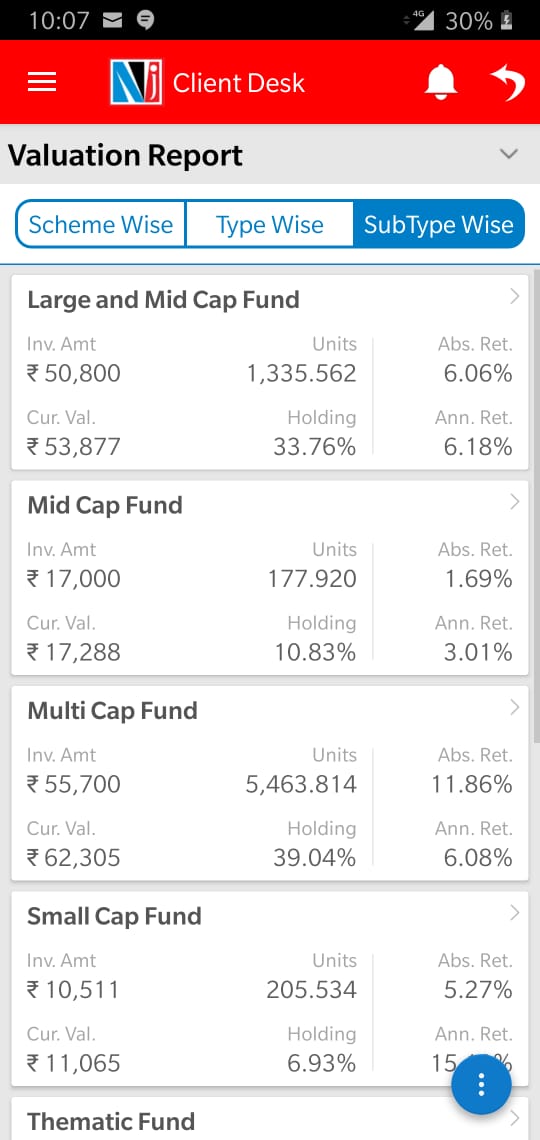 10:07 4G 30%
Nj Client Desk
Valuation Report
Scheme Wise Type Wise SubType Wise
Large and Mid Cap Fund
Inv. Amt Units Abs. Ret.
₹ 50,800 1,335.562 6.06%
Cur. Val. Holding Ann. Ret.
₹ 53,877 33.76% 6.18%
Mid Cap Fund
Inv. Amt Units Abs. Ret.
₹ 17,000 177.920 1.69%
Cur. Val. Holding Ann. Ret.
₹ 17,288 10.83% 3.01%
Multi Cap Fund
Inv. Amt Units Abs. Ret.
₹ 55,700 5,463.814 11.86%
Cur. Val. Holding Ann. Ret.
₹ 62,305 39.04% 6.08%
Small Cap Fund
Inv. Amt Units Abs. Ret.
₹ 10,511 205.534 5.27%
Cur. Val. Holding Ann. Ret.
₹ 11,065 6.93%
Thematic Fund